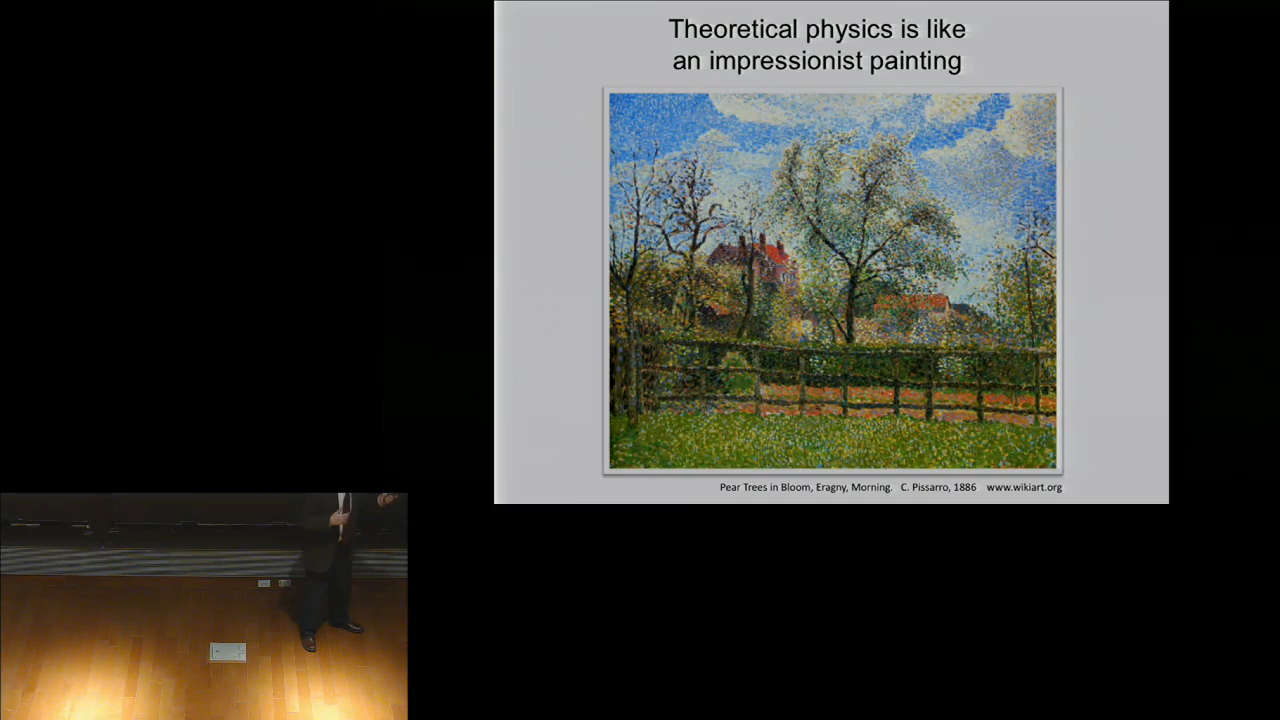 Theoretical physics is like
an impressionist painting
Pear Trees in Bloom, Eragny, Morning. C. Pissarro, 1886 www.wikiart.org